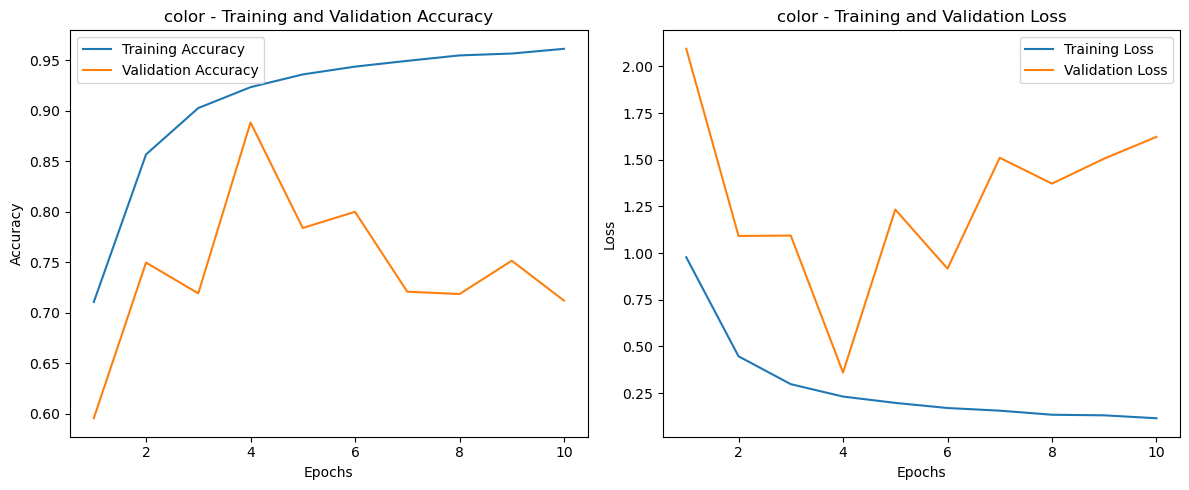 color - Training and Validation Accuracy
Training Accuracy
Validation Accuracy
0.95
0.90
0.85
0.80
0.75
0.70
0.65
0.60
Accuracy
2 4 6 8 10
Epochs
color - Training and Validation Loss
Training Loss
Validation Loss
2.00
1.75
1.50
1.25
1.00
0.75
0.50
0.25
Loss
2 4 6 8 10
Epochs